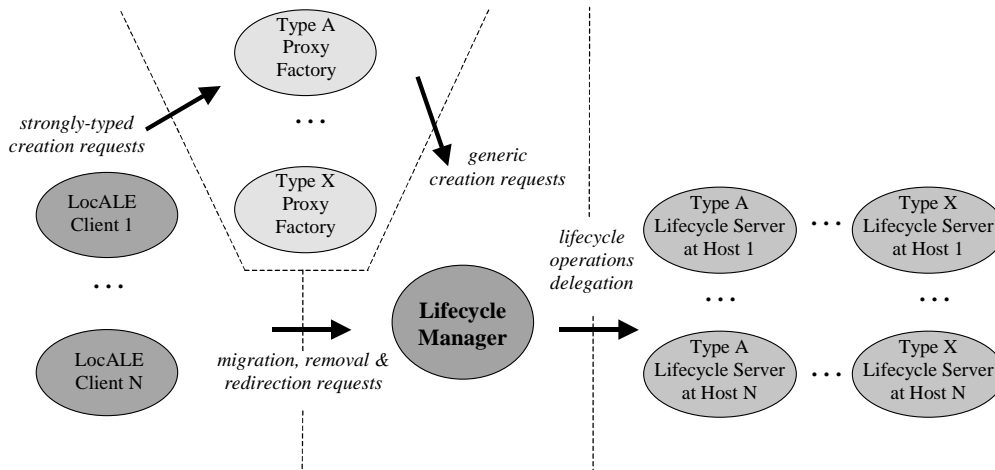 Type A
Proxy
Factory
...
Type X
Proxy
Factory
strongly-typed
creation requests
generic
creation requests
LocALE
Client 1
...
LocALE
Client N
migration, removal &
redirection requests
Lifecycle
Manager
lifecycle
operations
delegation
Type A
Lifecycle Server
at Host 1
...
Type X
Lifecycle Server
at Host 1
...
...
Type A
Lifecycle Server
at Host N
...
Type X
Lifecycle Server
at Host N